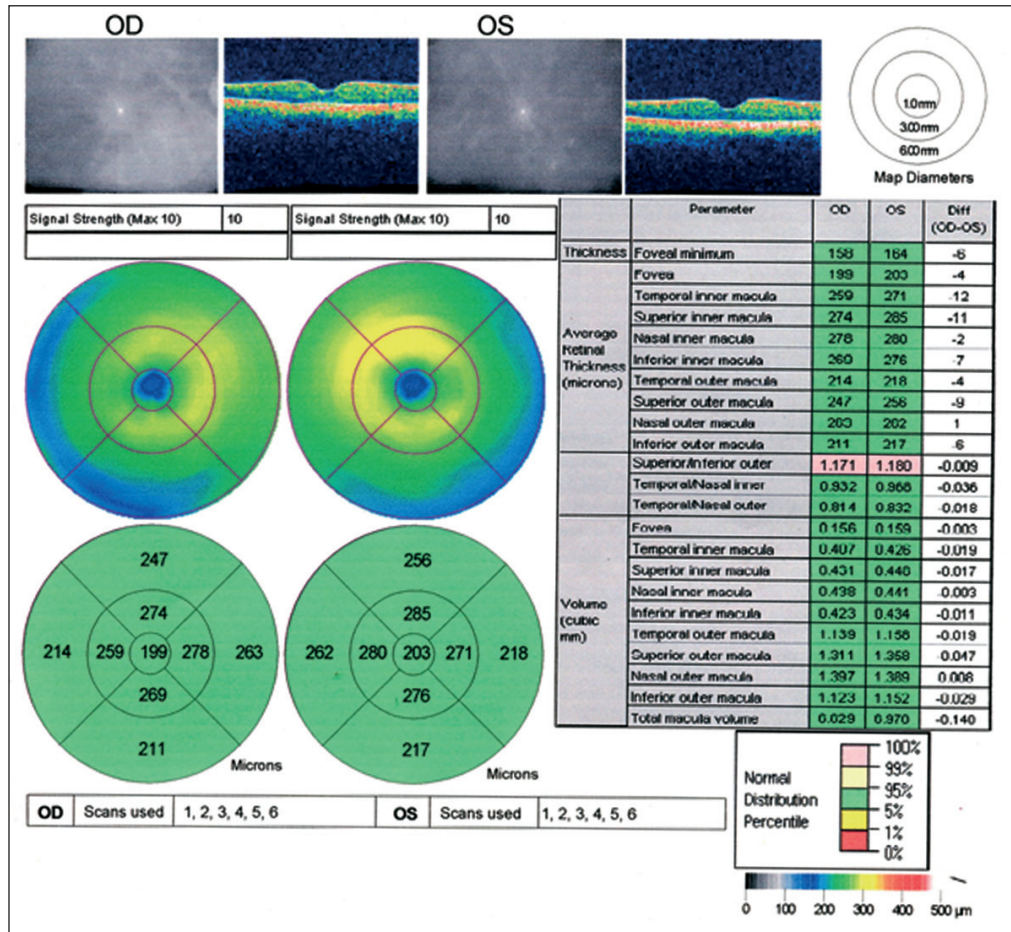 OD OS
1.0mm
3.00mm
6.00mm
Map Diameters
Signal Strength (Max 10) 10
Signal Strength (Max 10) 10
Parameter OD OS Diff (OD-OS)
Thickness Foveal minimum 158 164 -6
Average Retinal Thickness (microns)
Fovea 199 203 -4
Temporal inner macula 259 271 -12
Superior inner macula 274 285 -11
Nasal inner macula 278 280 -2
Inferior inner macula 269 276 -7
Temporal outer macula 214 218 -4
Superior outer macula 247 256 -9
Nasal outer macula 263 262 1
Inferior outer macula 211 217 -6
Superior/Inferior outer 1.171 1.180 -0.009
Temporal/Nasal inner 0.932 0.968 -0.036
Temporal/Nasal outer 0.814 0.832 -0.018
Volume (cubic mm)
Fovea 0.156 0.159 -0.003
Temporal inner macula 0.407 0.426 -0.019
Superior inner macula 0.431 0.448 -0.017
Nasal inner macula 0.438 0.441 -0.003
Inferior inner macula 0.423 0.434 -0.011
Temporal outer macula 1.139 1.158 -0.019
Superior outer macula 1.311 1.358 -0.047
Nasal outer macula 1.397 1.389 0.008
Inferior outer macula 1.123 1.152 -0.029
Total macula volume 0.029 0.970 -0.140
247
274
214 259 199 278 263
269
211
Microns
256
285
262 280 203 271 218
276
217
Microns
OD Scans used 1, 2, 3, 4, 5, 6 OS Scans used 1, 2, 3, 4, 5, 6
Normal Distribution Percentile
100%
99%
95%
5%
1%
0%
0 100 200 300 400 500 µm